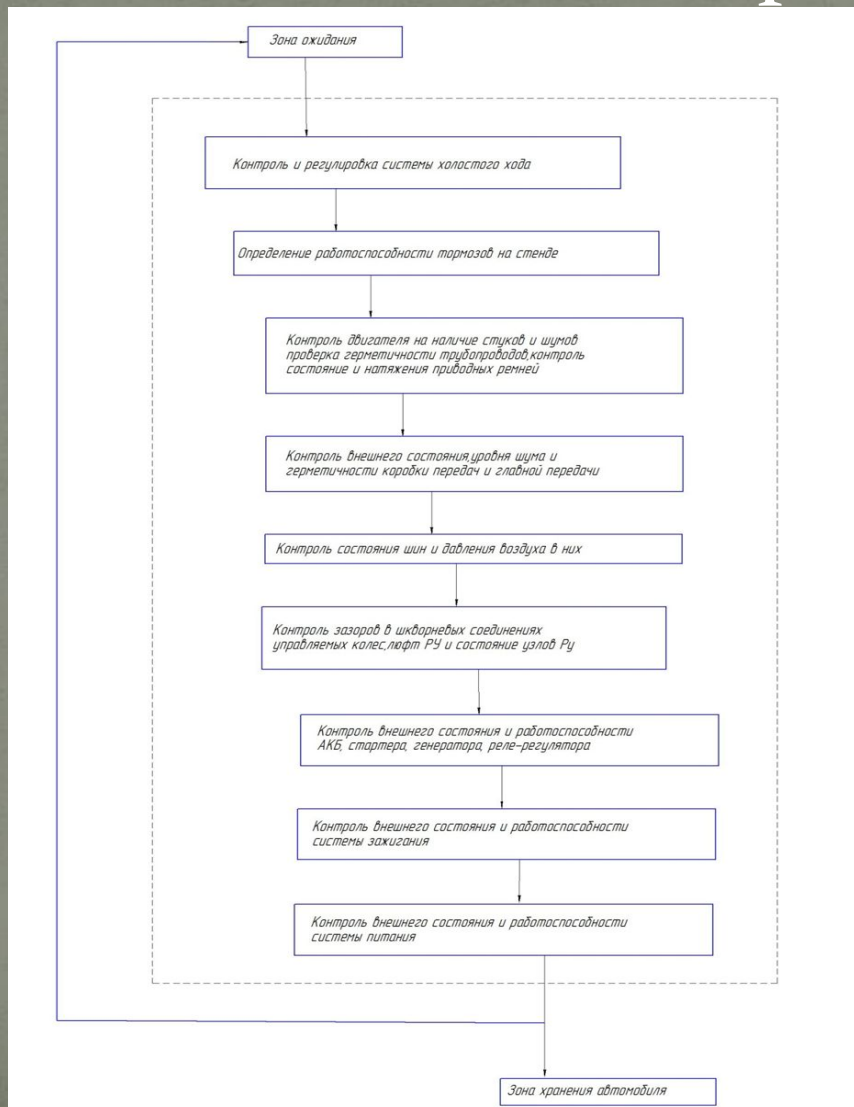 Зона ожидания
Контроль и регулировка системы холостого хода
Определение работоспособности тормозов на стенде
Контроль двигателя на наличие стуков и шумов
проверка герметичности трубопроводов,контроль
состояние и натяжения приводных ремней
Контроль внешнего состояния,уровня шума и
герметичности коробки передач и главной передачи
Контроль состояния шин и давления воздуха в них
Контроль зазоров в шкворневых соединениях
управляемых колес,люфт РУ и состояние узлов Ру
Контроль внешнего состояния и работоспособности
АКБ, стартера, генератора, реле-регулятора
Контроль внешнего состояния и работоспособности
системы зажигания
Контроль внешнего состояния и работоспособности
системы питания
Зона хранения автомобиля